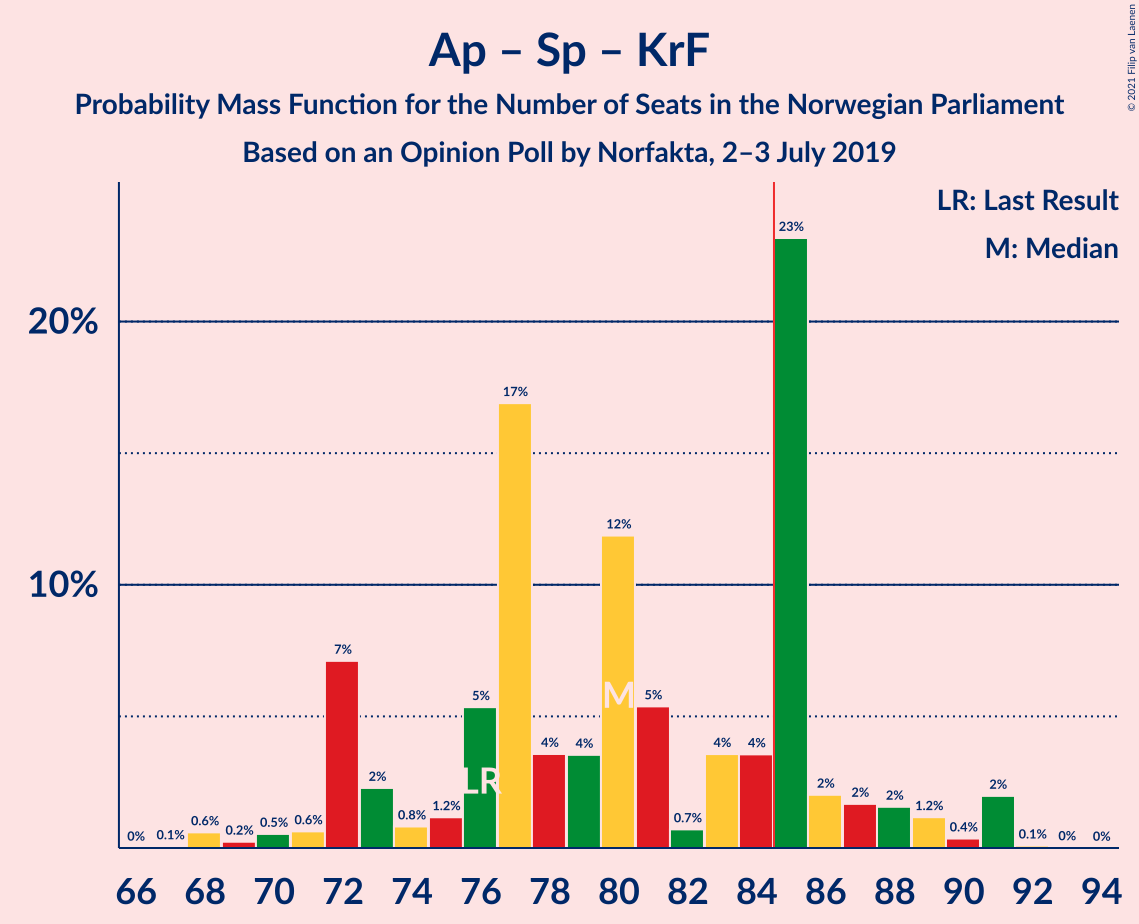 Ap – Sp – KrF
Probability Mass Function for the Number of Seats in the Norwegian Parliament
Based on an Opinion Poll by Norfakta, 2–3 July 2019
© 2021 Filip van Laenen
LR: Last Result
M: Median
20%
10%
0% 0.1% 0.6% 0.2% 0.5% 0.6% 7% 2% 0.8% 1.2% 5% 17% 4% 4% 12% 5% 0.7% 4% 4% 23% 2% 2% 2% 1.2% 0.4% 2% 0.1% 0% 0%
LR
M
66 68 70 72 74 76 78 80 82 84 86 88 90 92 94